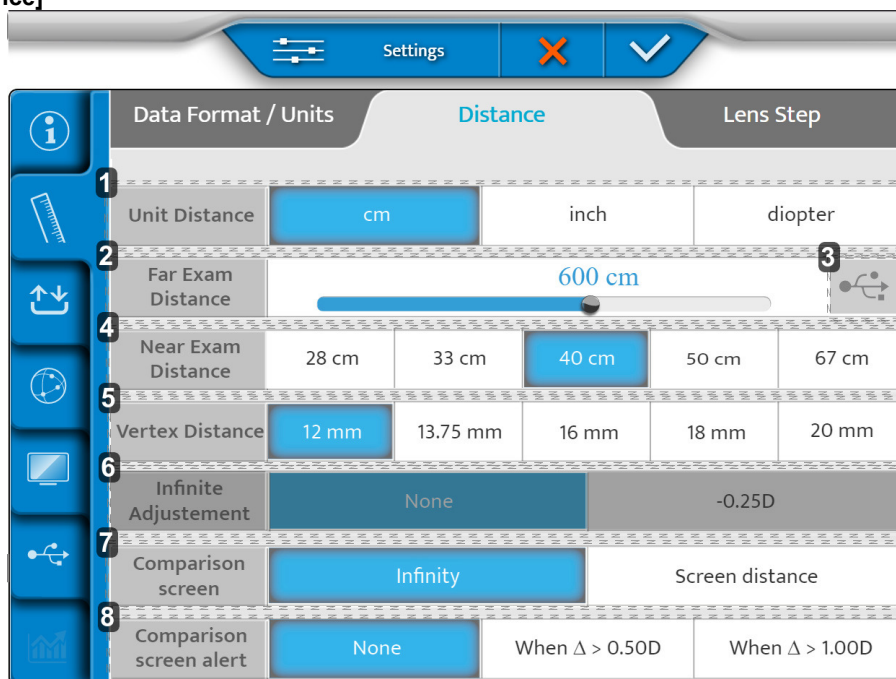 Settings
Data Format / Units
Distance
Lens Step
1
Unit Distance
cm
inch
diopter
2
Far Exam
Distance
600 cm
3
4
Near Exam
Distance
28 cm
33 cm
40 cm
50 cm
67 cm
5
Vertex Distance
12 mm
13.75 mm
16 mm
18 mm
20 mm
6
Infinite
Adjustement
None
-0.25D
7
Comparison
screen
Infinity
Screen distance
8
Comparison
screen alert
None
When Δ > 0.50D
When Δ > 1.00D